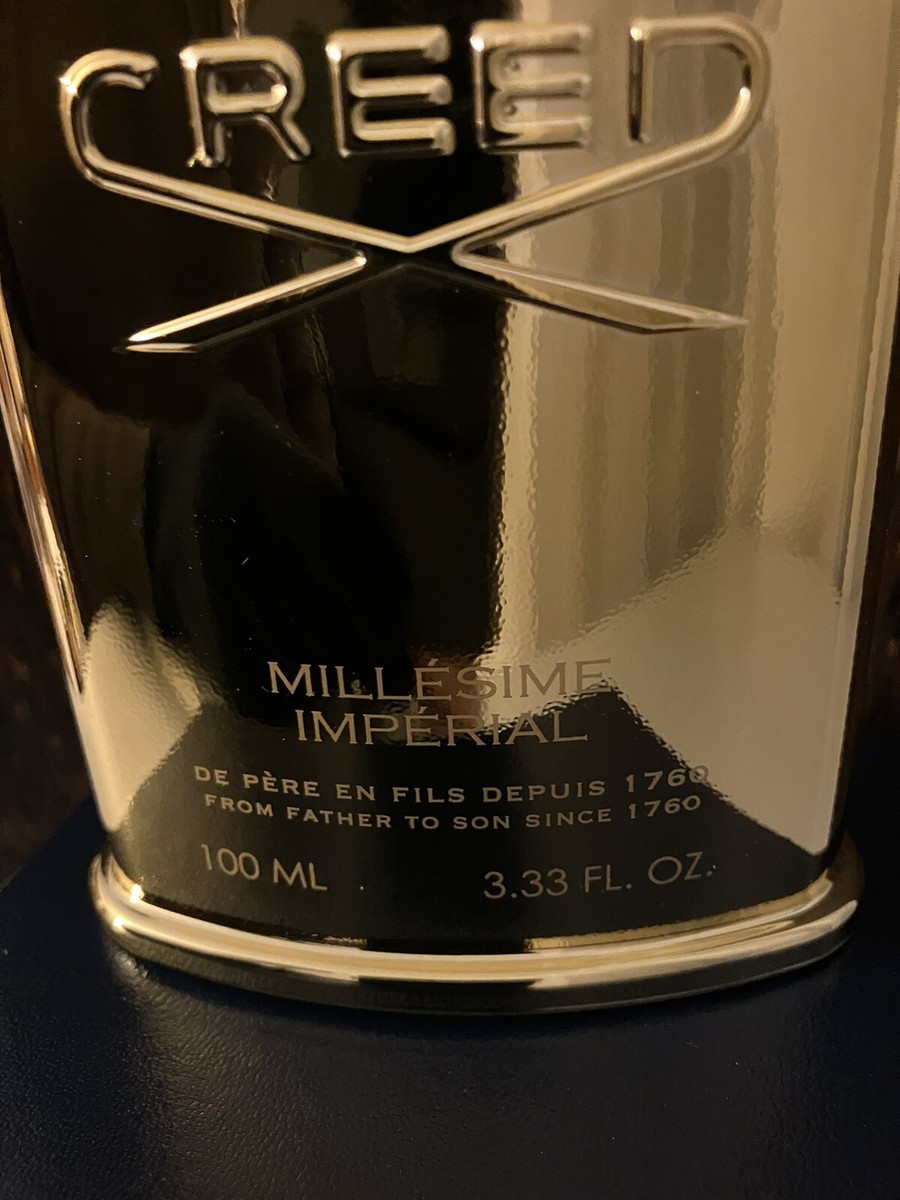 CREED
MILLÉSIME
IMPÉRIAL
DE PÈRE EN FILS DEPUIS 1760
FROM FATHER TO SON SINCE 1760
100 ML 3.33 FL. OZ.